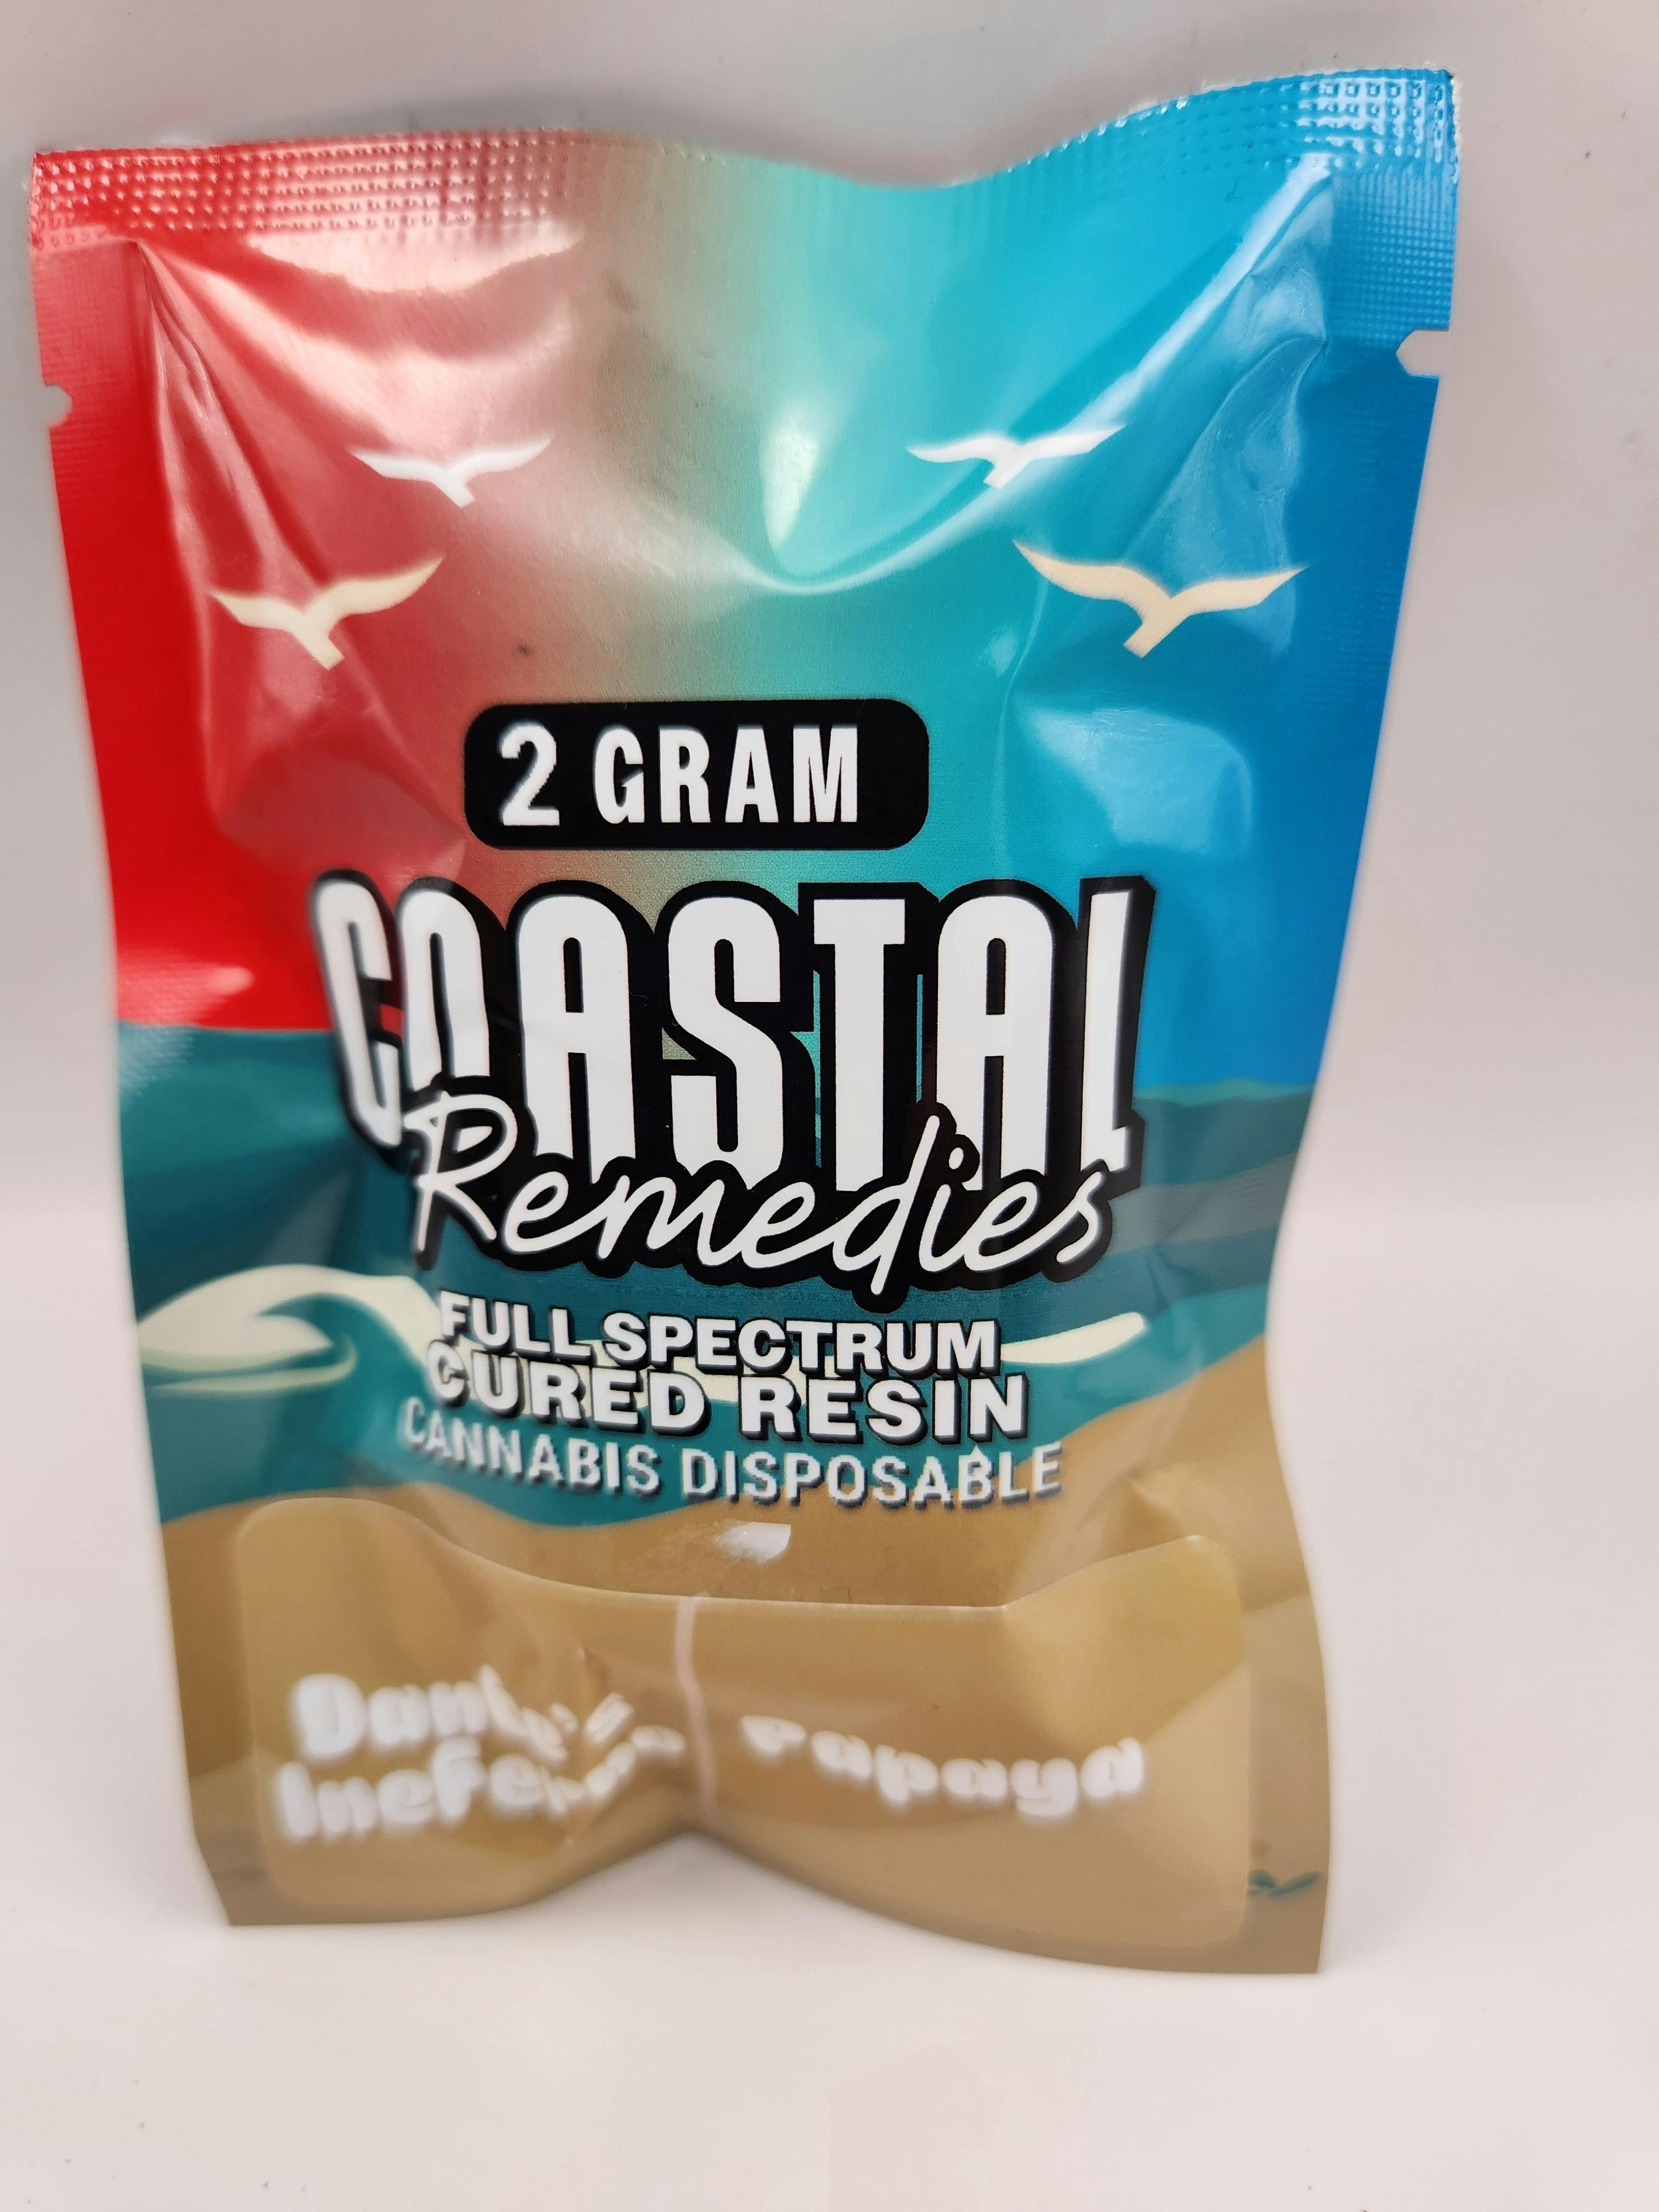 2 GRAM
COASTAL
Remedies
FULL SPECTRUM
CURED RESIN
CANNABIS DISPOSABLE
Papaya